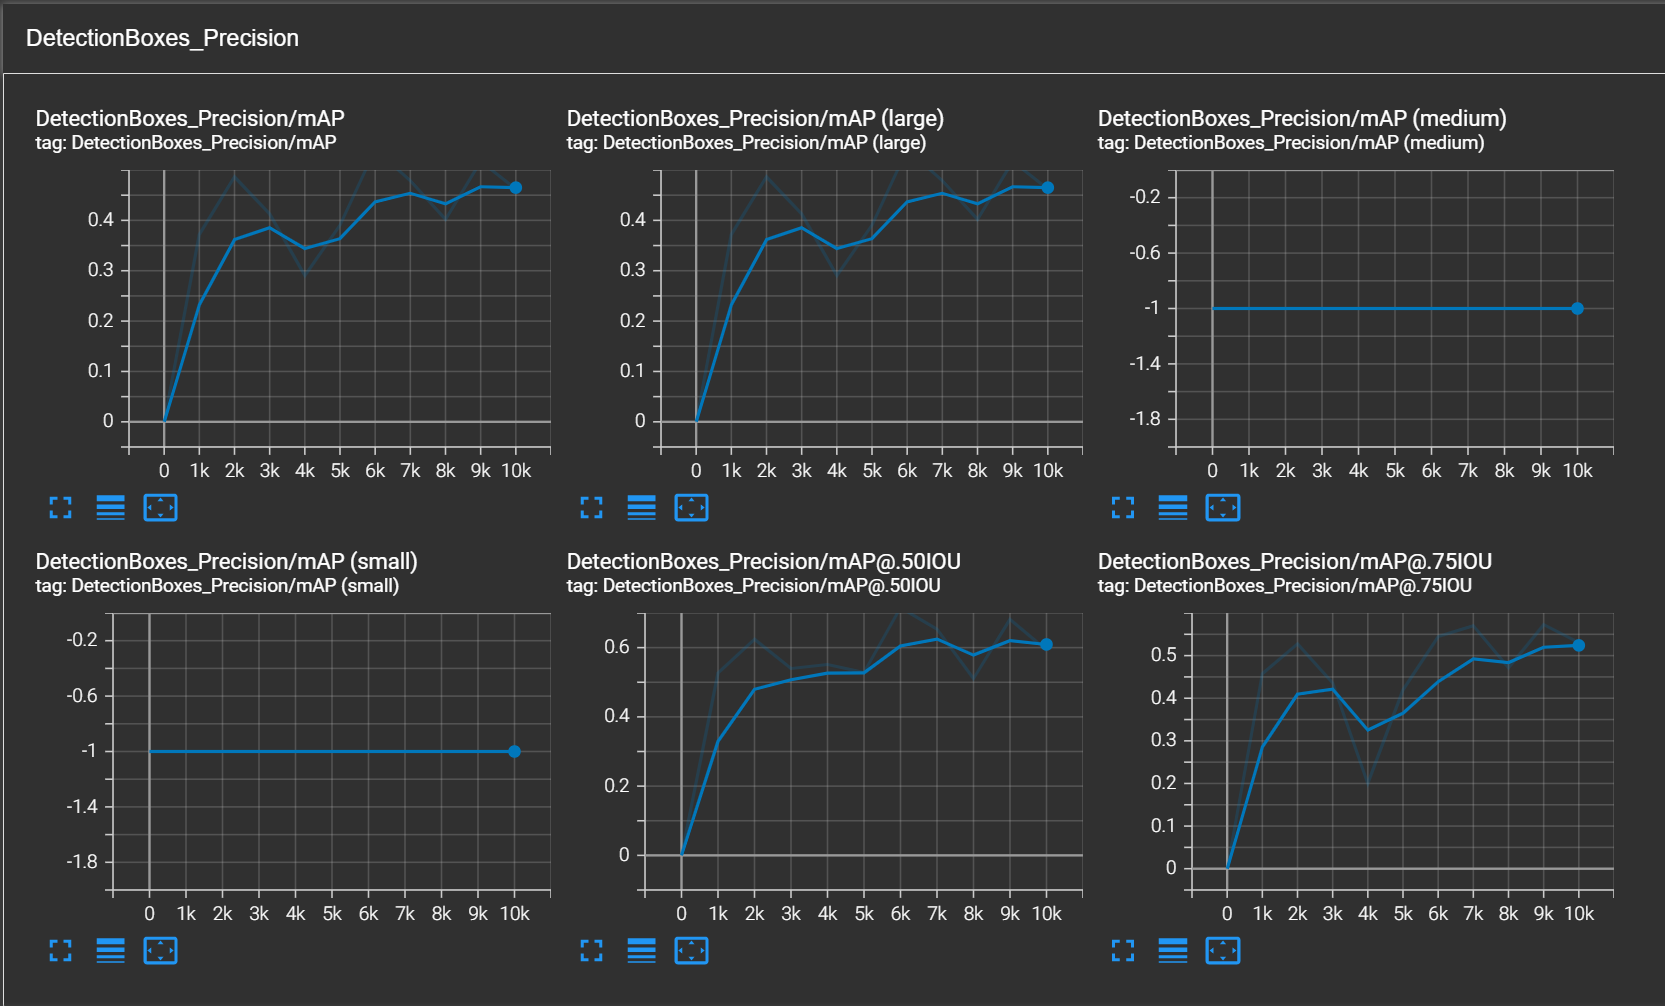 DetectionBoxes_Precision
DetectionBoxes_Precision/mAP
tag: DetectionBoxes_Precision/mAP
0.4
0.3
0.2
0.1
0
0 1k 2k 3k 4k 5k 6k 7k 8k 9k 10k
DetectionBoxes_Precision/mAP (large)
tag: DetectionBoxes_Precision/mAP (large)
0.4
0.3
0.2
0.1
0
0 1k 2k 3k 4k 5k 6k 7k 8k 9k 10k
DetectionBoxes_Precision/mAP (medium)
tag: DetectionBoxes_Precision/mAP (medium)
-0.2
-0.6
-1
-1.4
-1.8
0 1k 2k 3k 4k 5k 6k 7k 8k 9k 10k
DetectionBoxes_Precision/mAP (small)
tag: DetectionBoxes_Precision/mAP (small)
-0.2
-0.6
-1
-1.4
-1.8
0 1k 2k 3k 4k 5k 6k 7k 8k 9k 10k
DetectionBoxes_Precision/mAP@.50IOU
tag: DetectionBoxes_Precision/mAP@.50IOU
0.6
0.4
0.2
0
0 1k 2k 3k 4k 5k 6k 7k 8k 9k 10k
DetectionBoxes_Precision/mAP@.75IOU
tag: DetectionBoxes_Precision/mAP@.75IOU
0.5
0.4
0.3
0.2
0.1
0
0 1k 2k 3k 4k 5k 6k 7k 8k 9k 10k